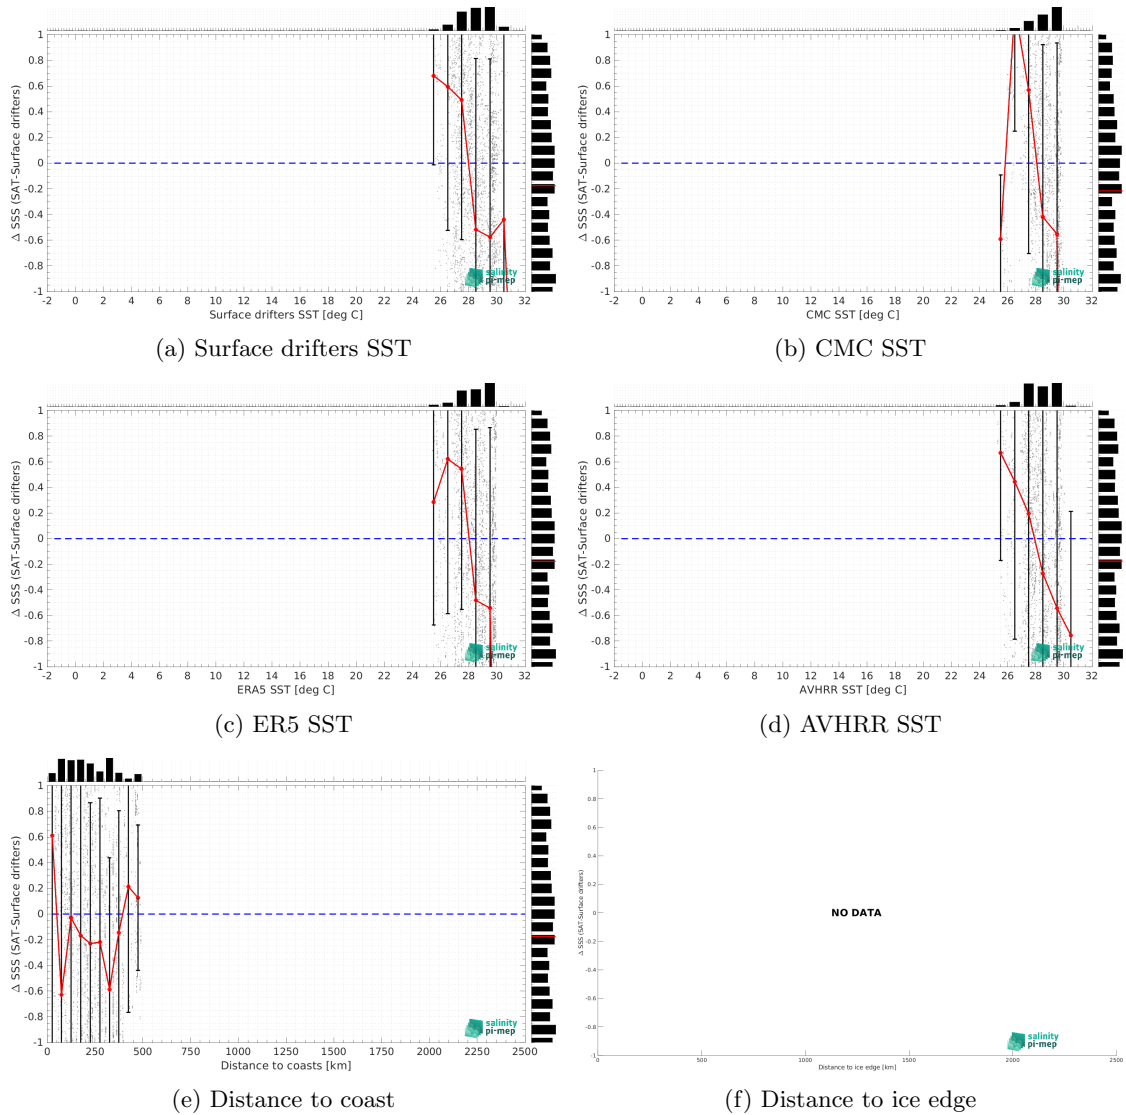 1
0.8
0.6
0.4
0.2
0
-0.2
-0.4
-0.6
-0.8
-1
Δ SSS (SAT-Surface drifters)
-2 0 2 4 6 8 10 12 14 16 18 20 22 24 26 28 30 32
Surface drifters SST [deg C]
salinity
pi-mep
(a) Surface drifters SST
1
0.8
0.6
0.4
0.2
0
-0.2
-0.4
-0.6
-0.8
-1
Δ SSS (SAT-Surface drifters)
-2 0 2 4 6 8 10 12 14 16 18 20 22 24 26 28 30 32
CMC SST [deg C]
salinity
pi-mep
(b) CMC SST
1
0.8
0.6
0.4
0.2
0
-0.2
-0.4
-0.6
-0.8
-1
Δ SSS (SAT-Surface drifters)
-2 0 2 4 6 8 10 12 14 16 18 20 22 24 26 28 30 32
ERA5 SST [deg C]
salinity
pi-mep
(c) ER5 SST
1
0.8
0.6
0.4
0.2
0
-0.2
-0.4
-0.6
-0.8
-1
Δ SSS (SAT-Surface drifters)
-2 0 2 4 6 8 10 12 14 16 18 20 22 24 26 28 30 32
AVHRR SST [deg C]
salinity
pi-mep
(d) AVHRR SST
1
0.8
0.6
0.4
0.2
0
-0.2
-0.4
-0.6
-0.8
-1
Δ SSS (SAT-Surface drifters)
0 250 500 750 1000 1250 1500 1750 2000 2250 2500
Distance to coasts [km]
salinity
pi-mep
(e) Distance to coast
1
0.8
0.6
0.4
0.2
0
-0.2
-0.4
-0.6
-0.8
-1
Δ SSS (SAT-Surface drifters)
NO DATA
0 500 1000 1500 2000 2500
Distance to ice edge [km]
salinity
pi-mep
(f) Distance to ice edge